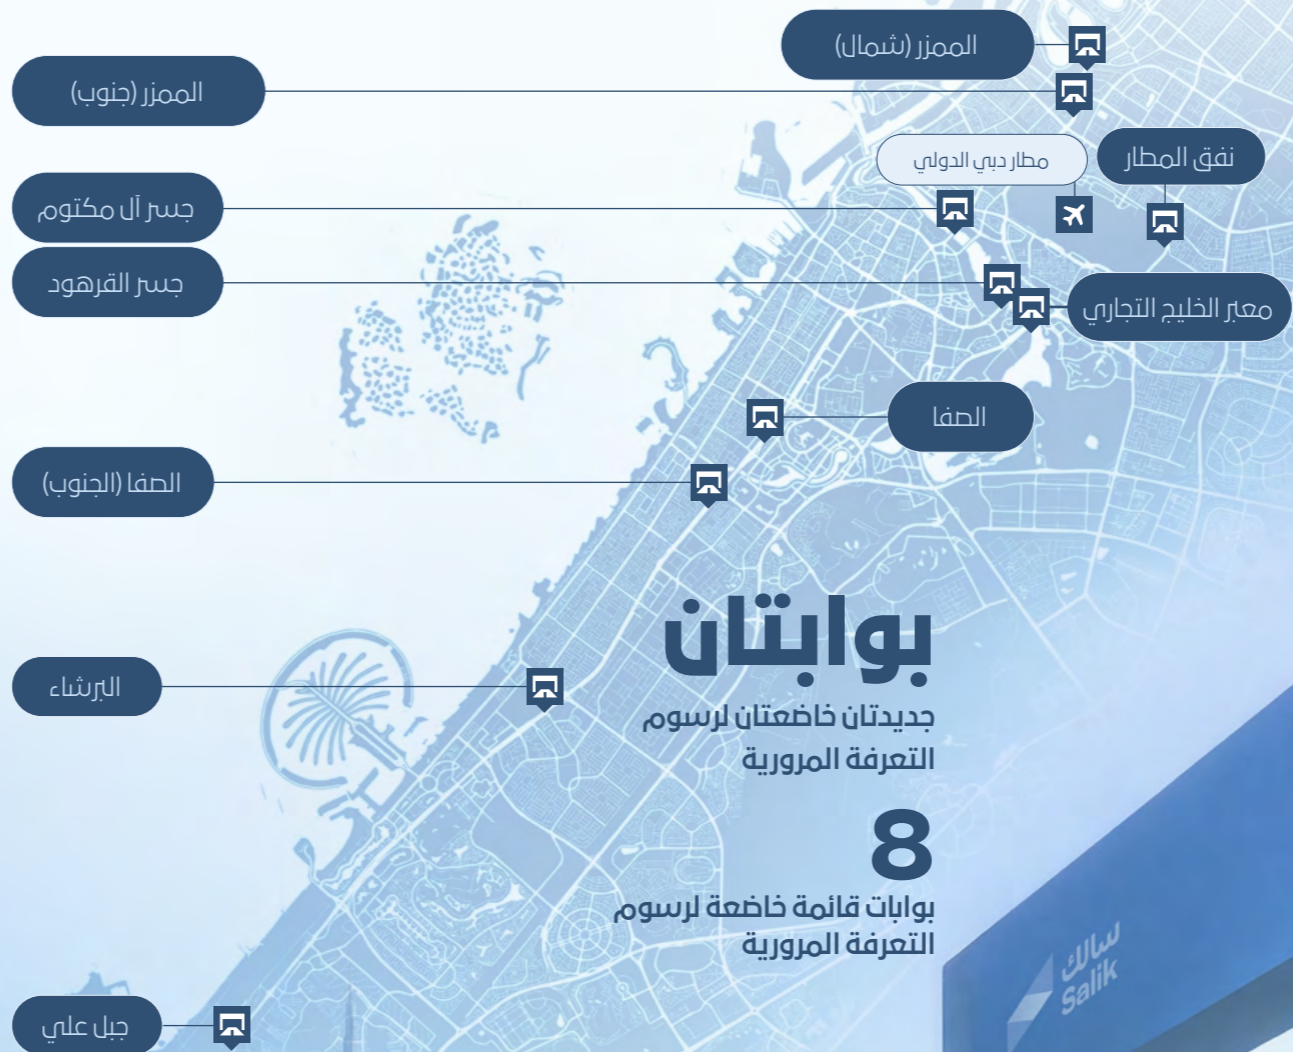 الممزر (شمال)
الممزر (جنوب)
نفق المطار
مطار دبي الدولي
جسر آل مكتوم
جسر القرهود
معبر الخليج التجاري
الصفا
الصفا (الجنوب)
بوابتان
جديدتان خاضعتان لرسوم
التعرفة المرورية
البرشاء
8
بوابات قائمة خاضعة لرسوم
التعرفة المرورية
سالك
Salik
جبل علي